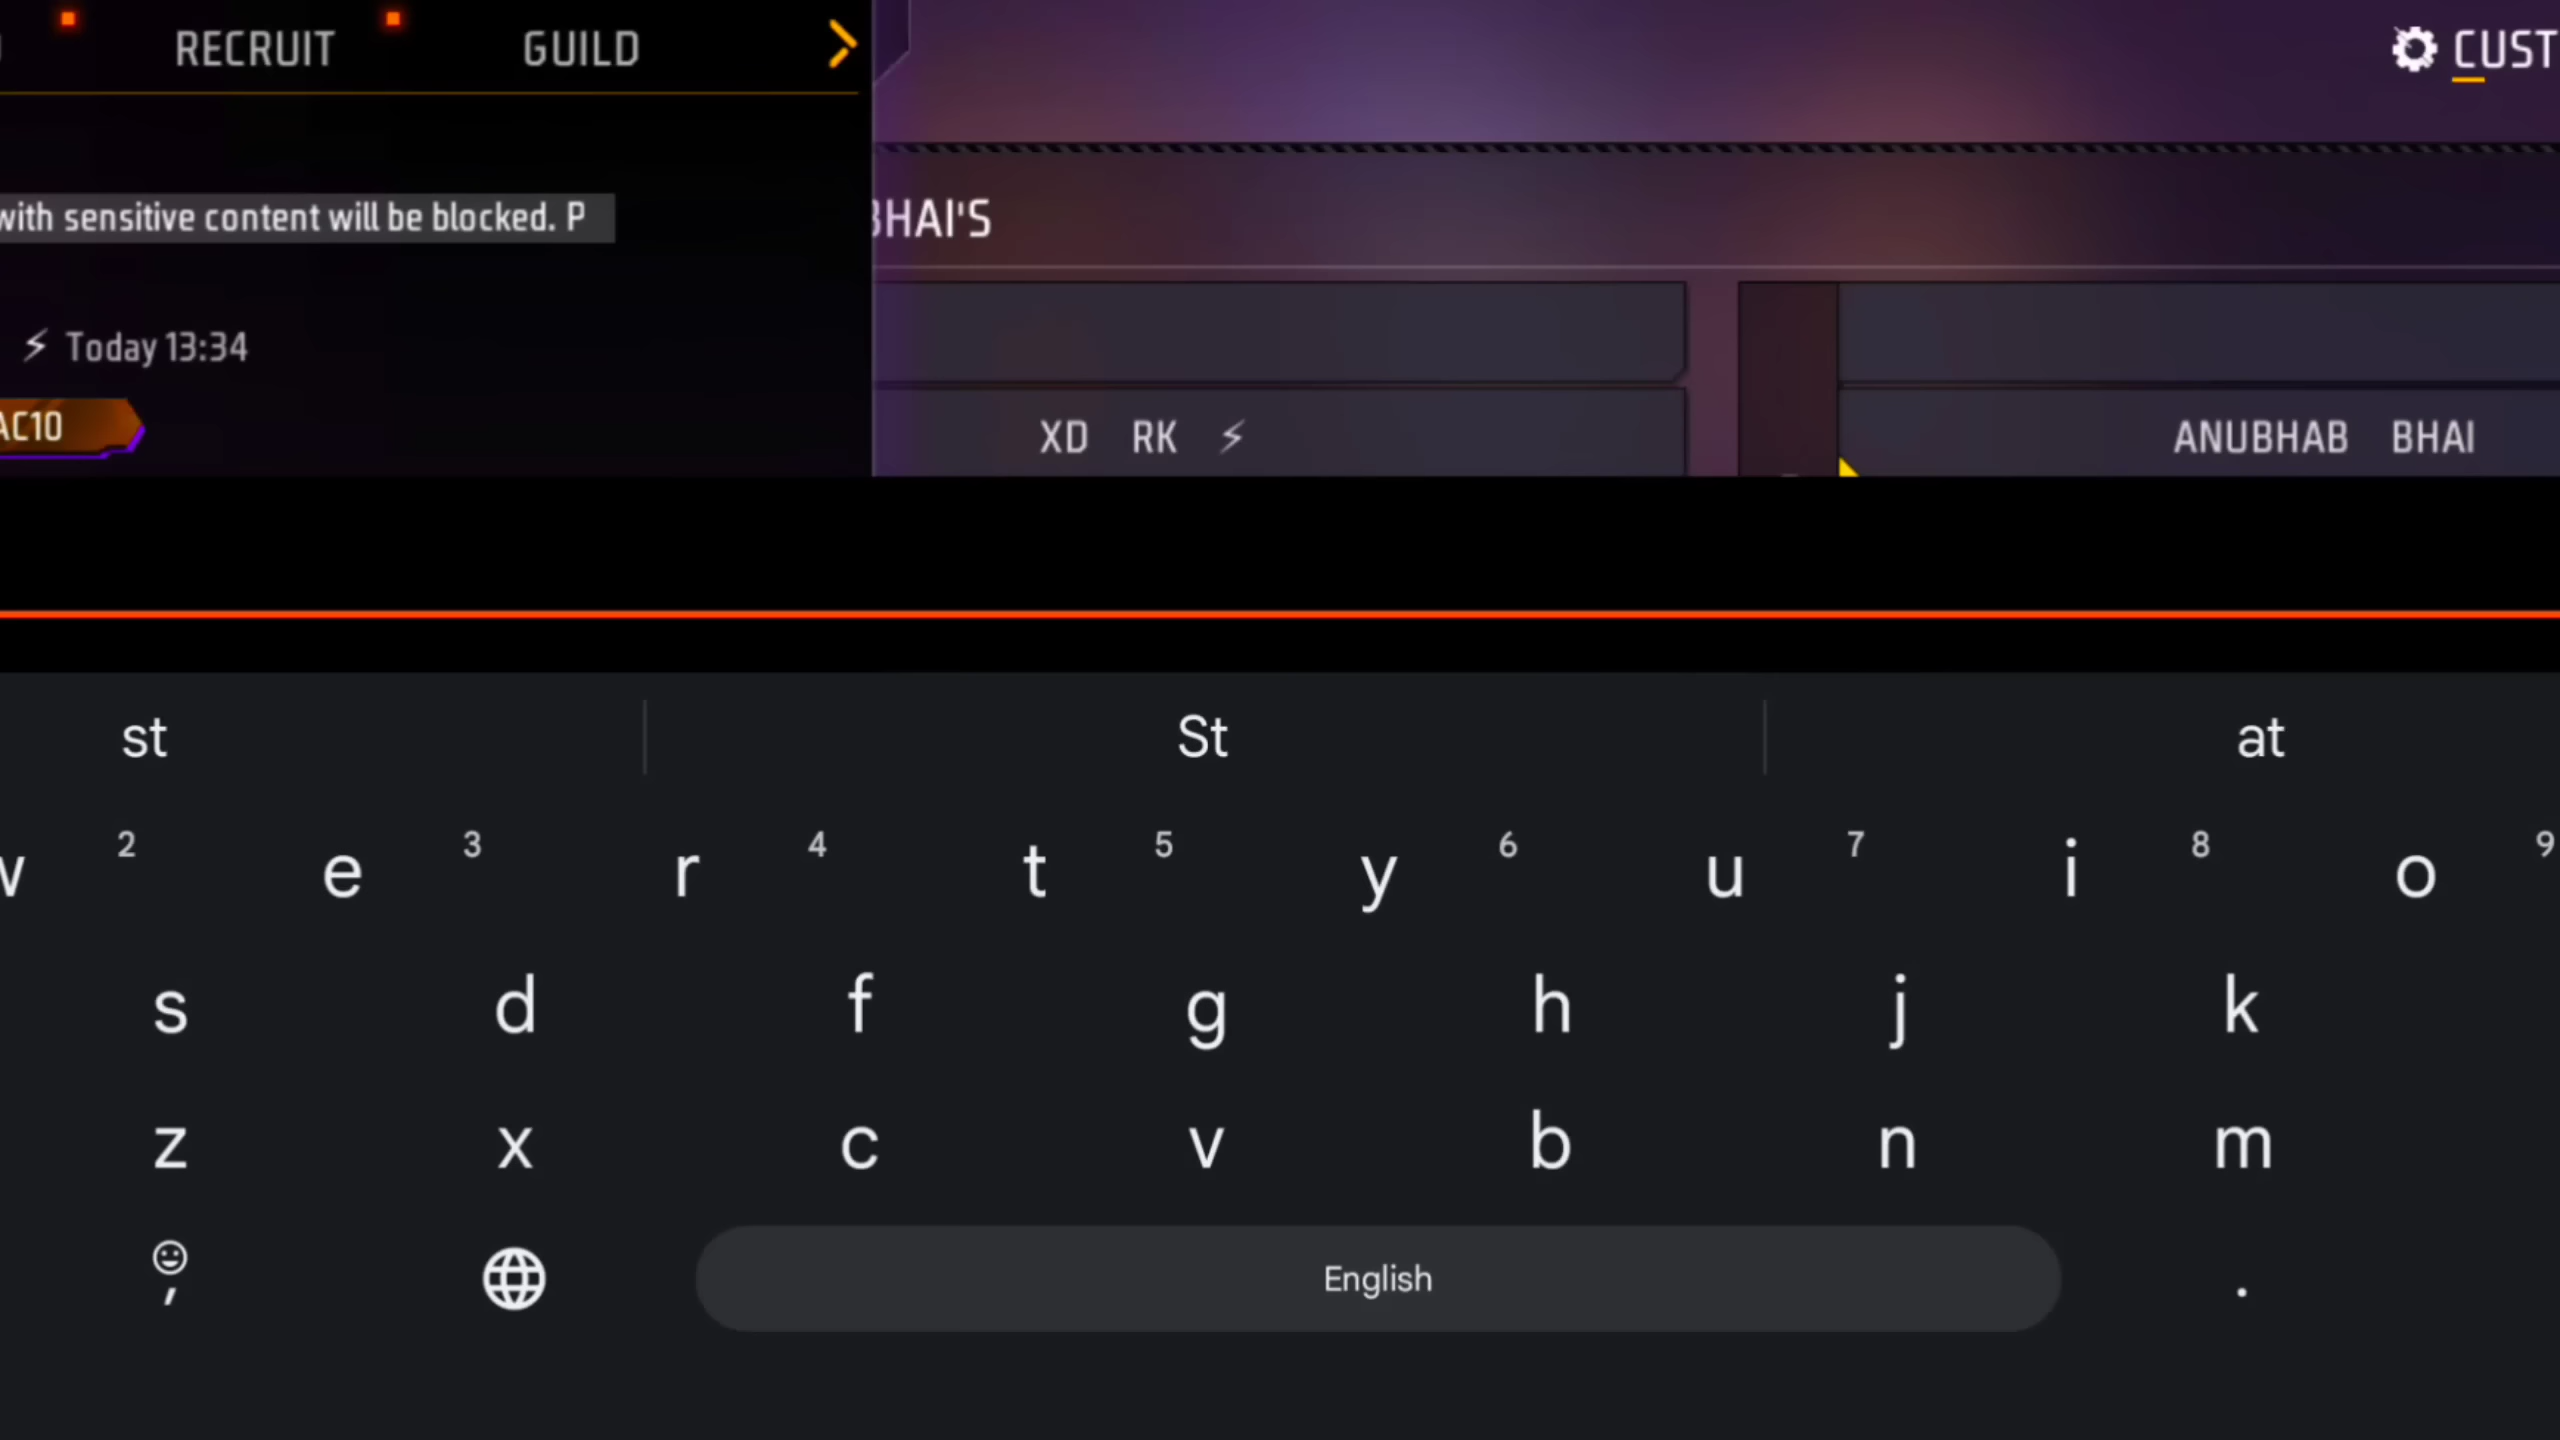 RECRUIT GUILD
CUST
with sensitive content will be blocked. P
BHAI'S
⚡ Today 13:34
AC10
XD RK ⚡
ANUBHAB BHAI
st St at
w 2 e 3 r 4 t 5 y 6 u 7 i 8 o 9
s d f g h j k
z x c v b n m
, English .